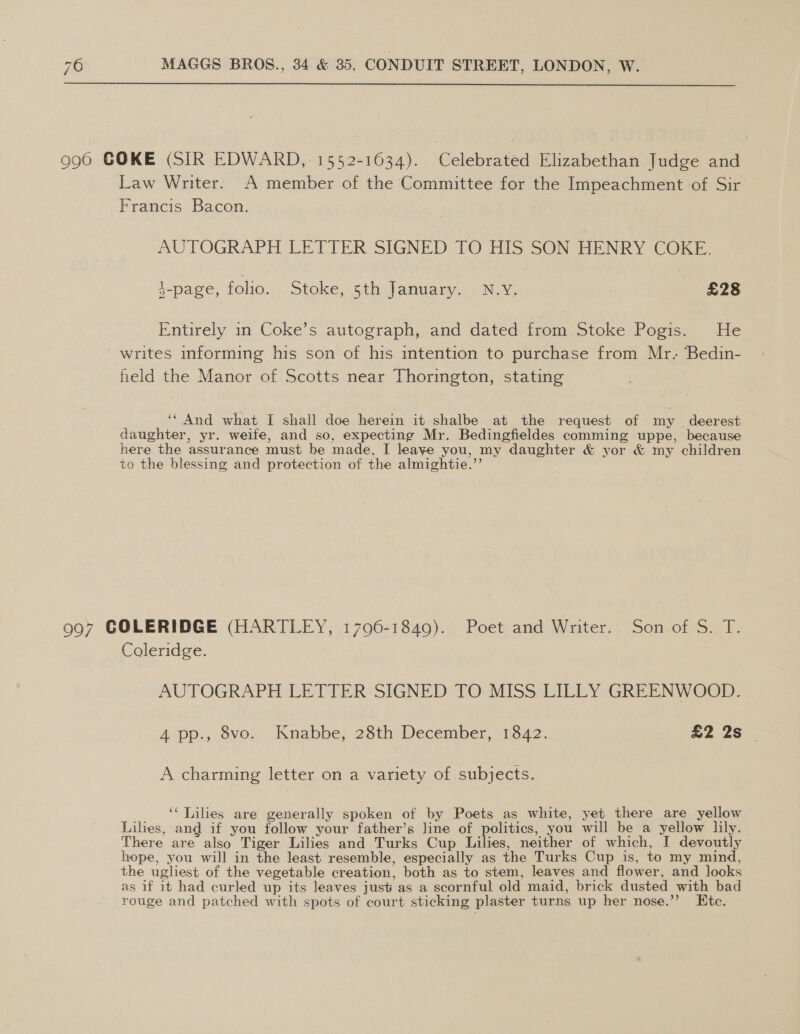 76 MAGGS BROS., 34 & 35, CONDUIT STREET, LONDON, W.
996 COKE (SIR EDWARD, 1552-1634). Celebrated Elizabethan Judge and
Law Writer. A member of the Committee for the Impeachment of Sir
Francis Bacon.
AUTOGRAPH LETTER SIGNED TO HIS SON HENRY COKE.
½-page, folio. Stoke, 5th January. N.Y. £28
Entirely in Coke's autograph, and dated from Stoke Pogis. He
writes informing his son of his intention to purchase from Mr. Bedin-
field the Manor of Scotts near Thorington, stating
“And what I shall doe herein it shalbe at the request of my deerest
daughter, yr. weife, and so, expecting Mr. Bedingfieldes comming uppe, because
here the assurance must be made, I leave you, my daughter & yor & my children
to the blessing and protection of the almightie.”
997 COLERIDGE (HARTLEY, 1796-1849). Poet and Writer. Son of S. T.
Coleridge.
AUTOGRAPH LETTER SIGNED TO MISS LILLY GREENWOOD.
4 pp., 8vo. Knabbe, 28th December, 1842. £2 2s
A charming letter on a variety of subjects.
“Lilies are generally spoken of by Poets as white, yet there are yellow
Lilies, and if you follow your father's line of politics, you will be a yellow lily.
There are also Tiger Lilies and Turks Cup Lilies, neither of which, I devoutly
hope, you will in the least resemble, especially as the Turks Cup is, to my mind,
the ugliest of the vegetable creation, both as to stem, leaves and flower, and looks
as if it had curled up its leaves just as a scornful old maid, brick dusted with bad
rouge and patched with spots of court sticking plaster turns up her nose.” Etc.